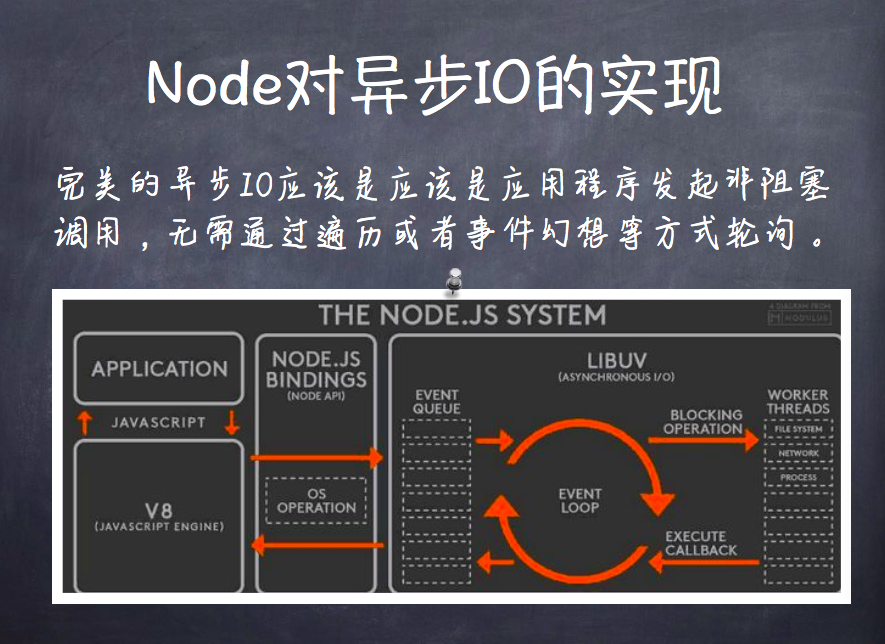 Node对异步IO的实现
完美的异步IO应该是应该是应用程序发起非阻塞
调用，无需通过遍历或者事件幻想等方式轮询。
THE NODE.JS SYSTEM
A DIAGRAM FROM
MODULUS
APPLICATION
JAVASCRIPT
V8
(JAVASCRIPT ENGINE)
NODE.JS
BINDINGS
(NODE API)
OS
OPERATION
LIBUV
(ASYNCHRONOUS I/O)
EVENT
QUEUE
EVENT
LOOP
BLOCKING
OPERATION
EXECUTE
CALLBACK
WORKER
THREADS
FILE SYSTEM
NETWORK
PROCESS